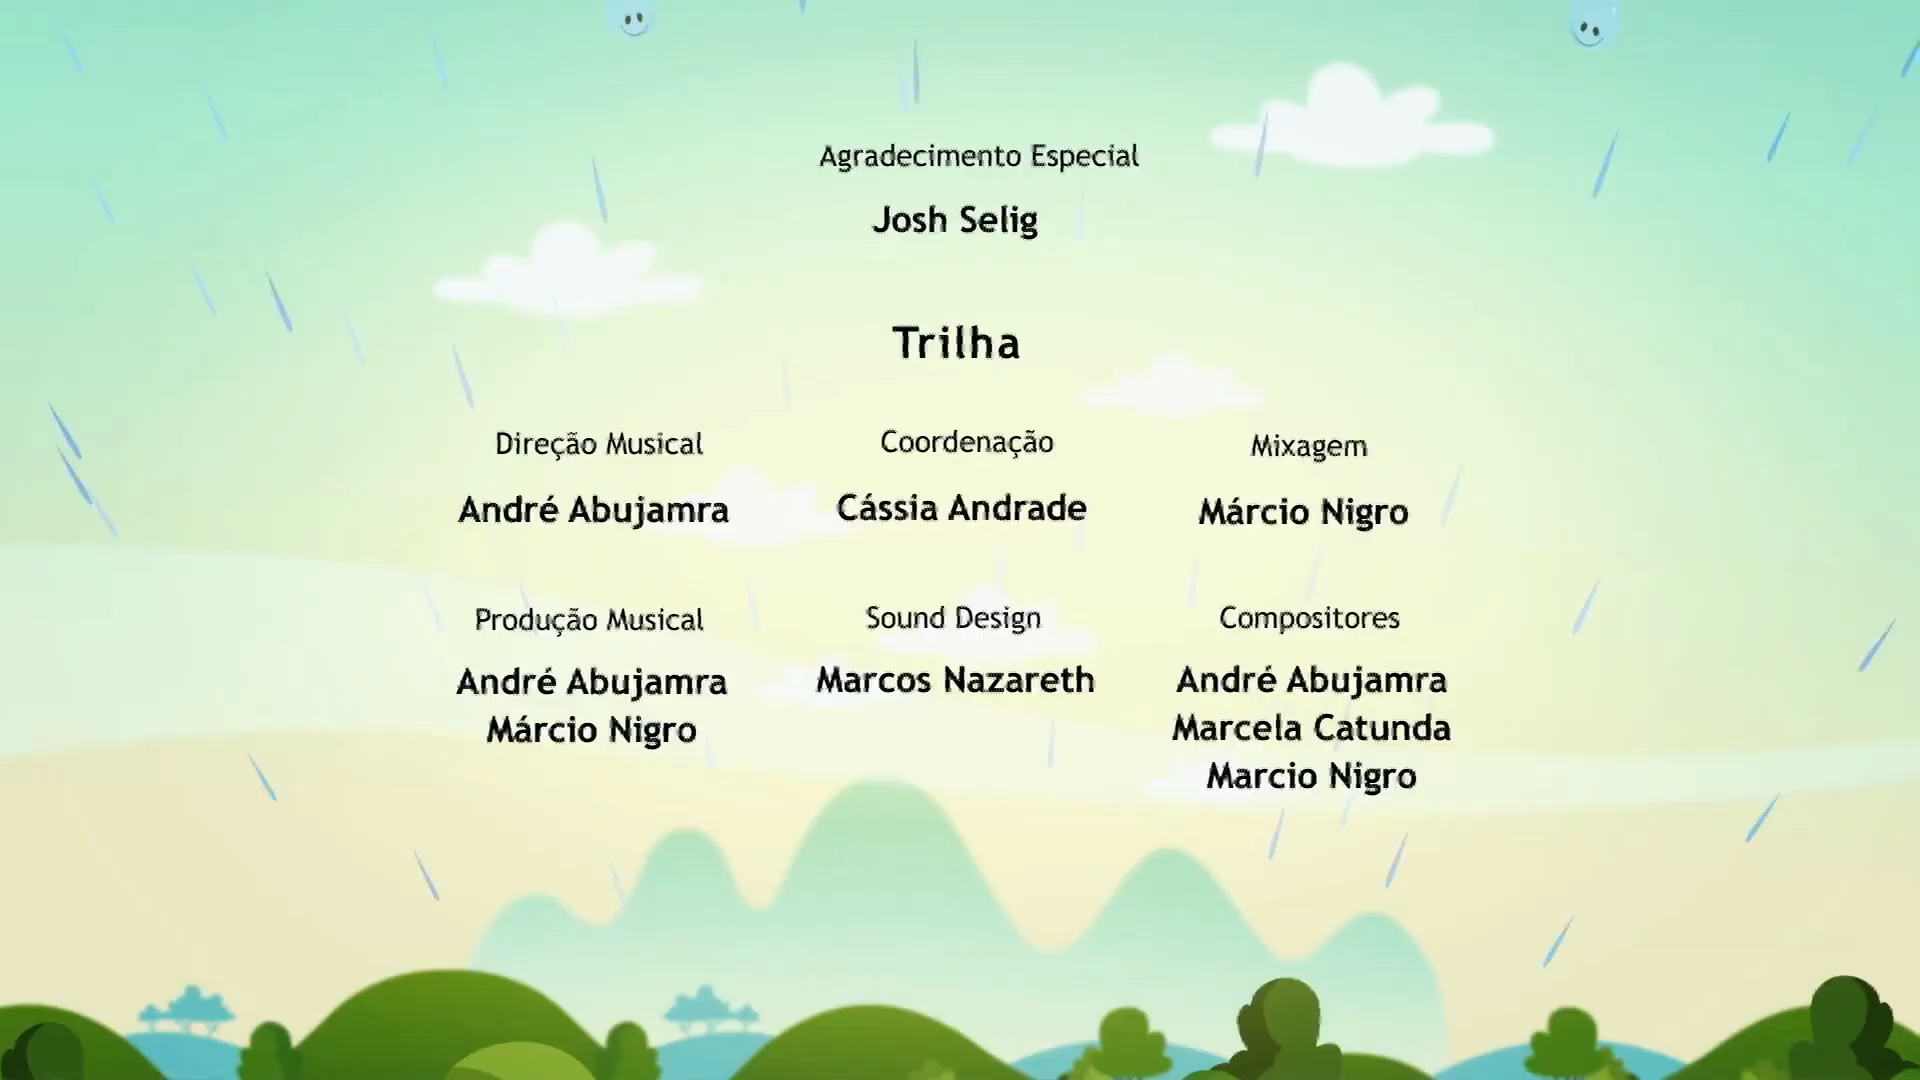 Agradecimento Especial
Josh Selig
Trilha
Direção Musical
André Abujamra
Coordenação
Cássia Andrade
Mixagem
Márcio Nigro
Produção Musical
André Abujamra
Márcio Nigro
Sound Design
Marcos Nazareth
Compositores
André Abujamra
Marcela Catunda
Marcio Nigro